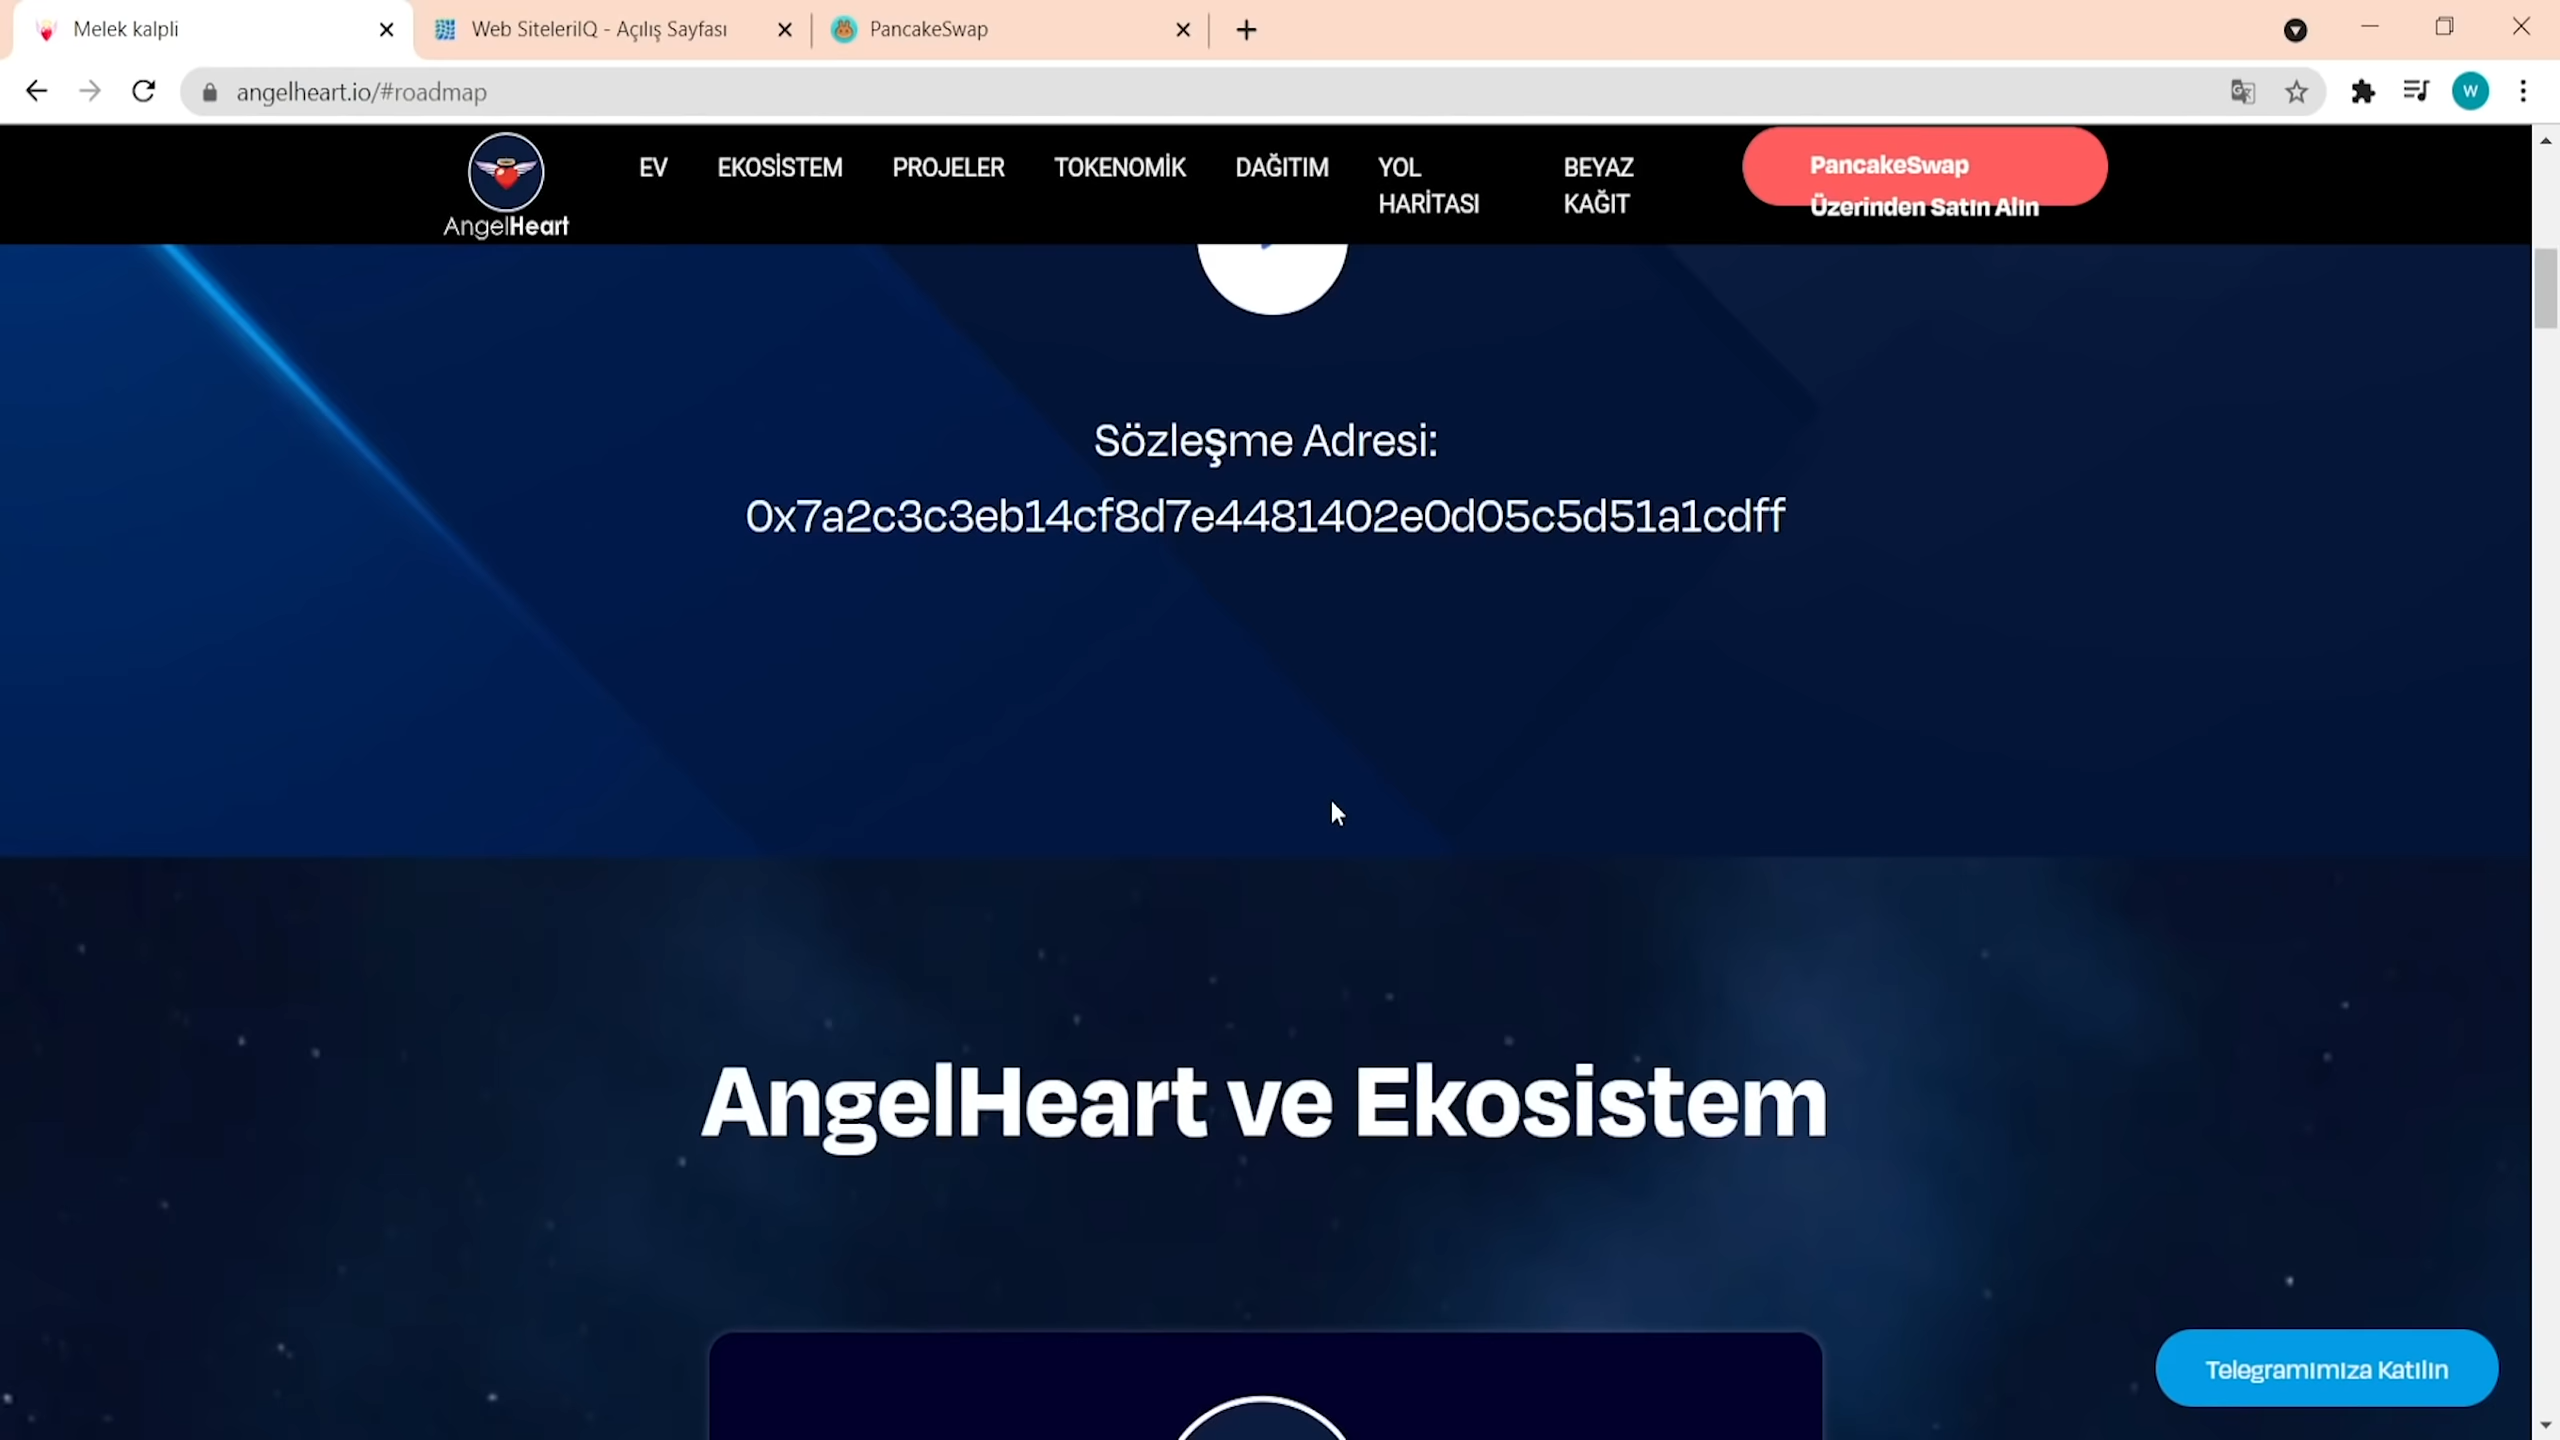 Melek kalpli
Web SiteleriIQ - Açılış Sayfası
PancakeSwap
angelheart.io/#roadmap
W
AngelHeart
EV
EKOSİSTEM
PROJELER
TOKENOMİK
DAĞITIM
YOL
HARİTASI
BEYAZ
KAĞIT
PancakeSwap
Üzerinden Satın Alın
Sözleşme Adresi:
0x7a2c3c3eb14cf8d7e4481402e0d05c5d51a1cdff
AngelHeart ve Ekosistem
Telegramımıza Katılın